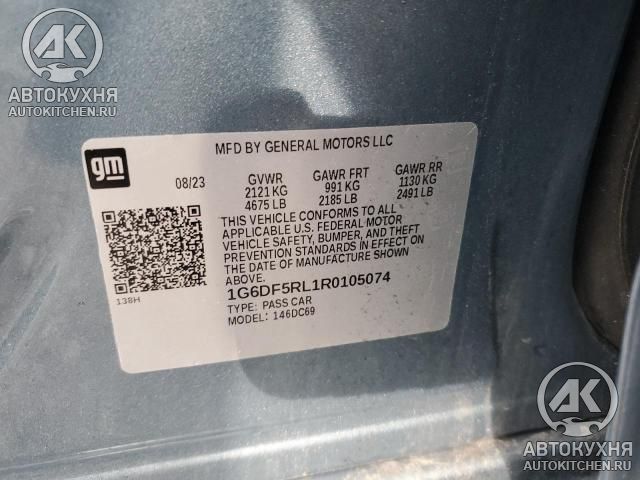 AK
АВТОКУХНЯ
AUTOKITCHEN.RU
gm
MFD BY GENERAL MOTORS LLC
08/23
GVWR GAWR FRT GAWR RR
2121 KG 991 KG 1130 KG
4675 LB 2185 LB 2491 LB
THIS VEHICLE CONFORMS TO ALL
APPLICABLE U.S. FEDERAL MOTOR
VEHICLE SAFETY, BUMPER, AND THEFT
PREVENTION STANDARDS IN EFFECT ON
THE DATE OF MANUFACTURE SHOWN
ABOVE.
138H
1G6DF5RL1R0105074
TYPE: PASS CAR
MODEL: 146DC69
AK
АВТОКУХНЯ
AUTOKITCHEN.RU